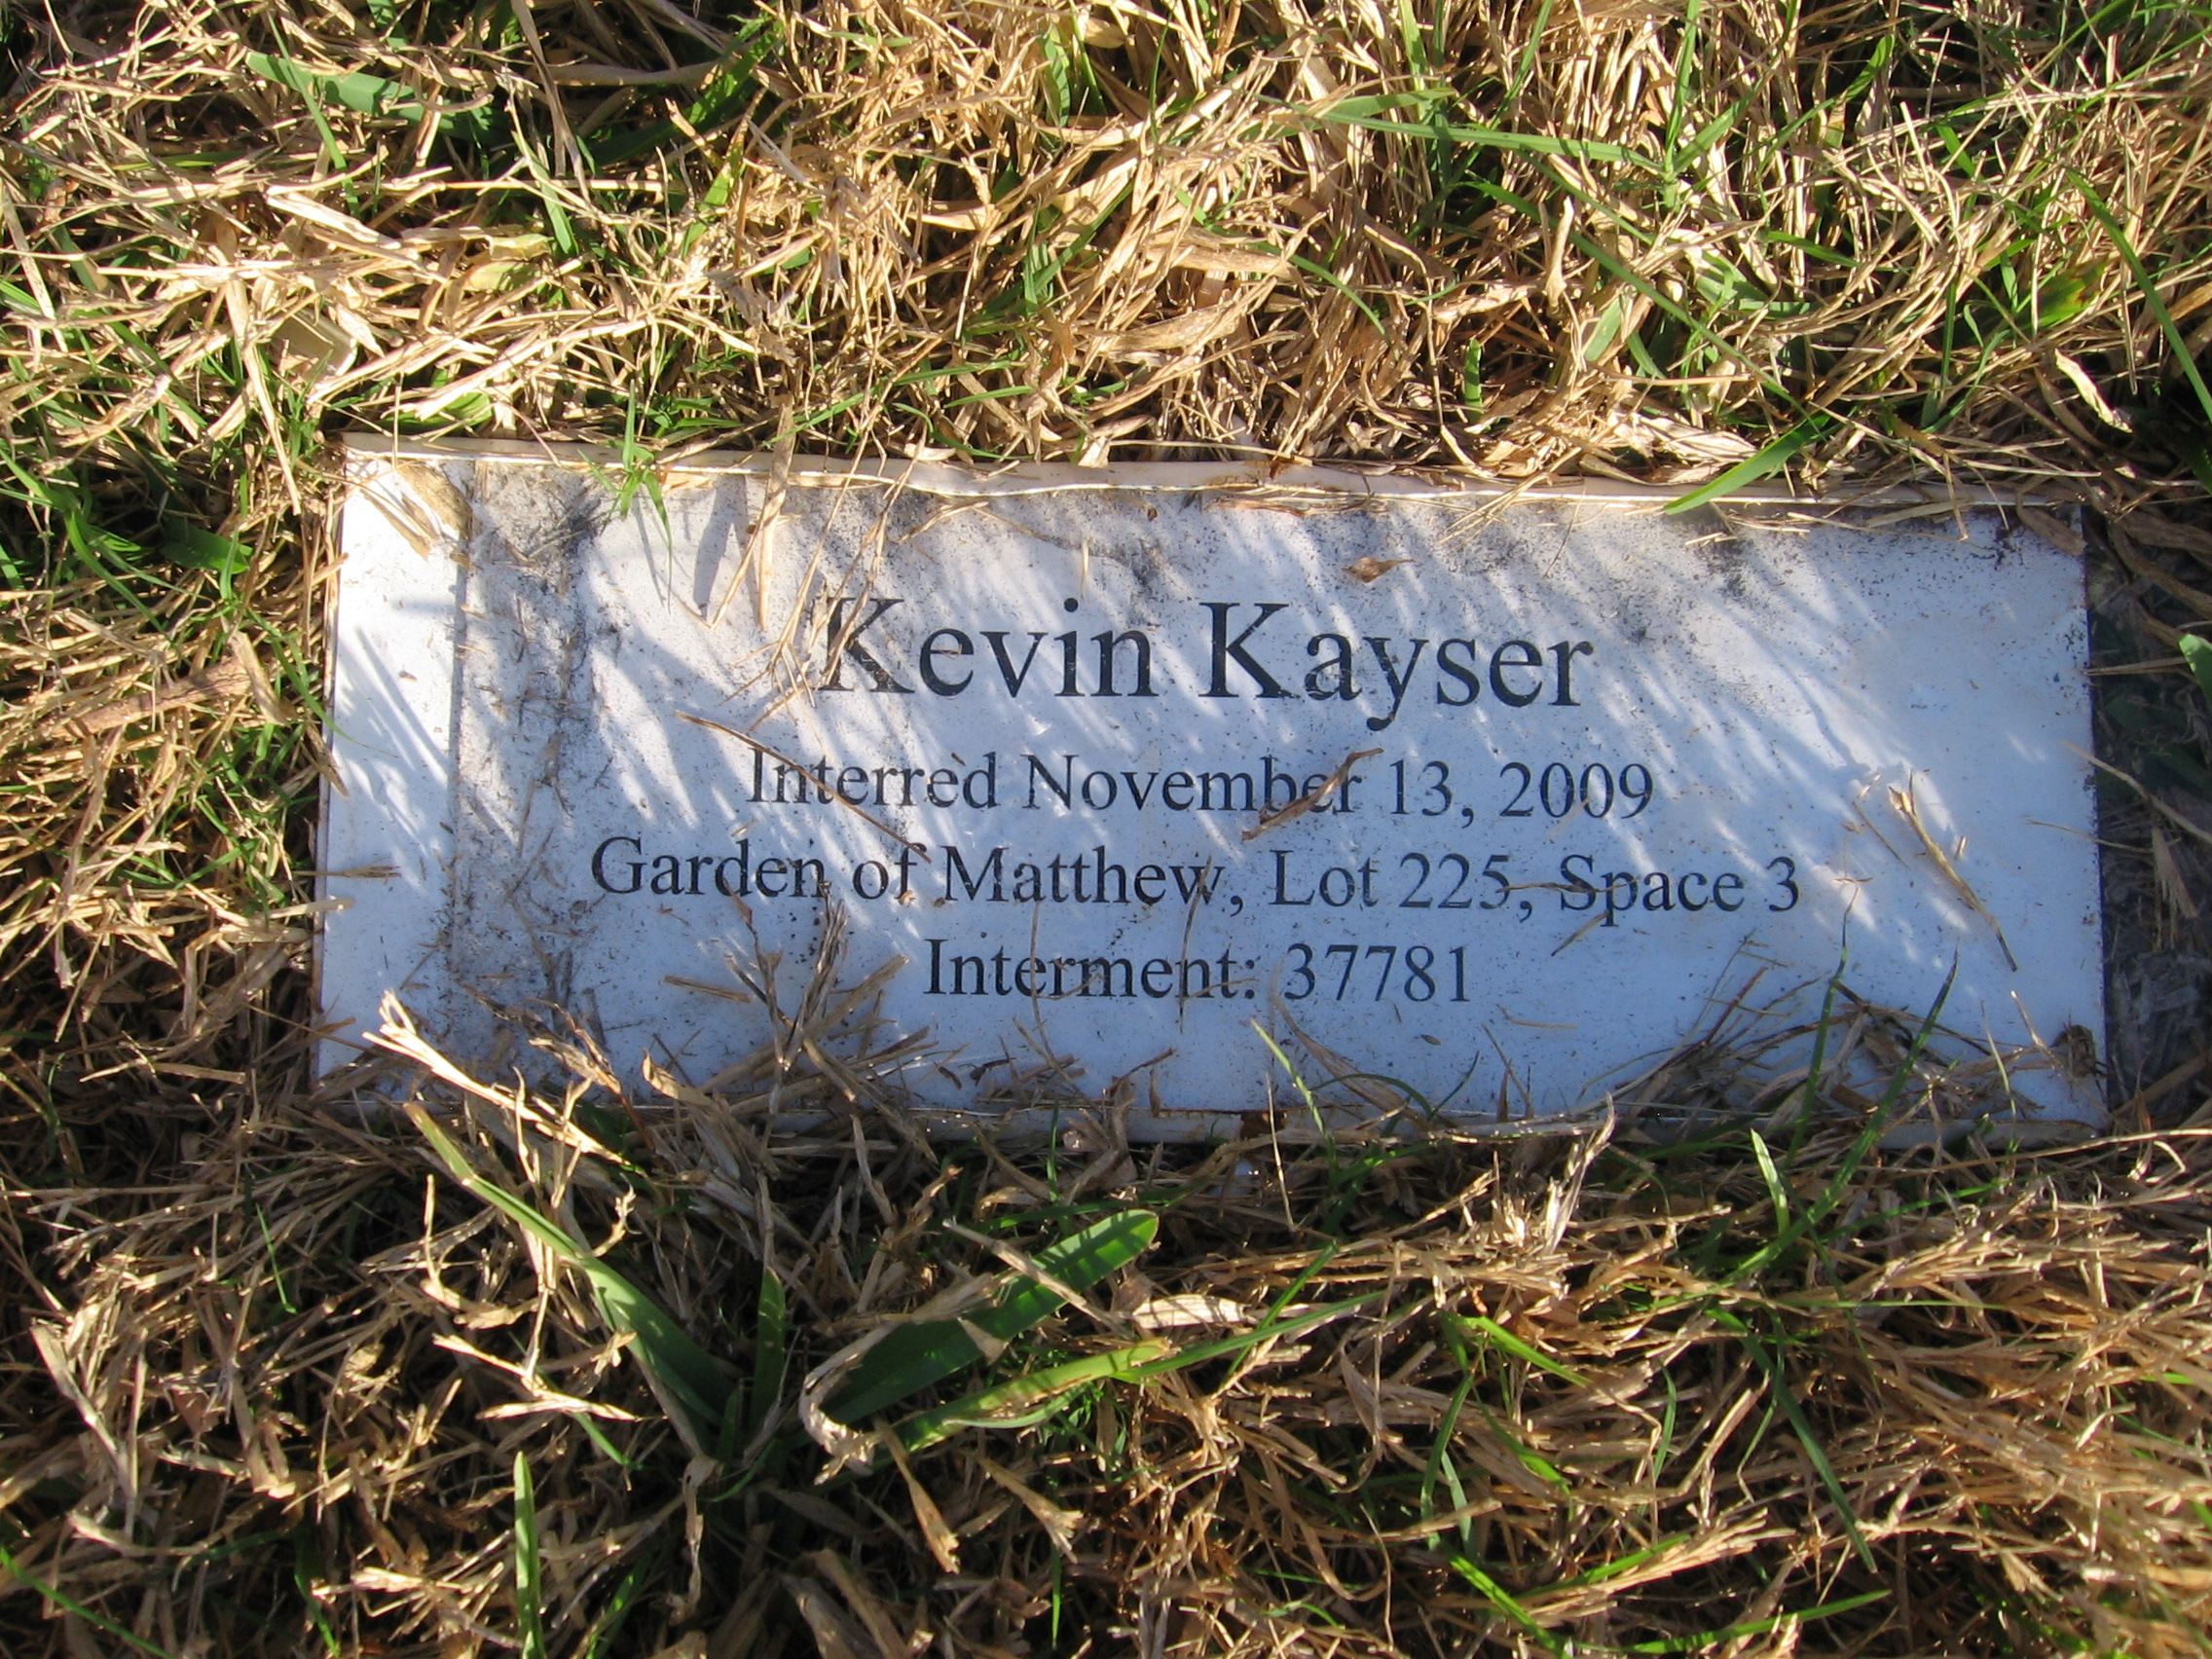 Kevin Kayser
Interred November 13, 2009
Garden of Matthew, Lot 225, Space 3
Interment: 37781